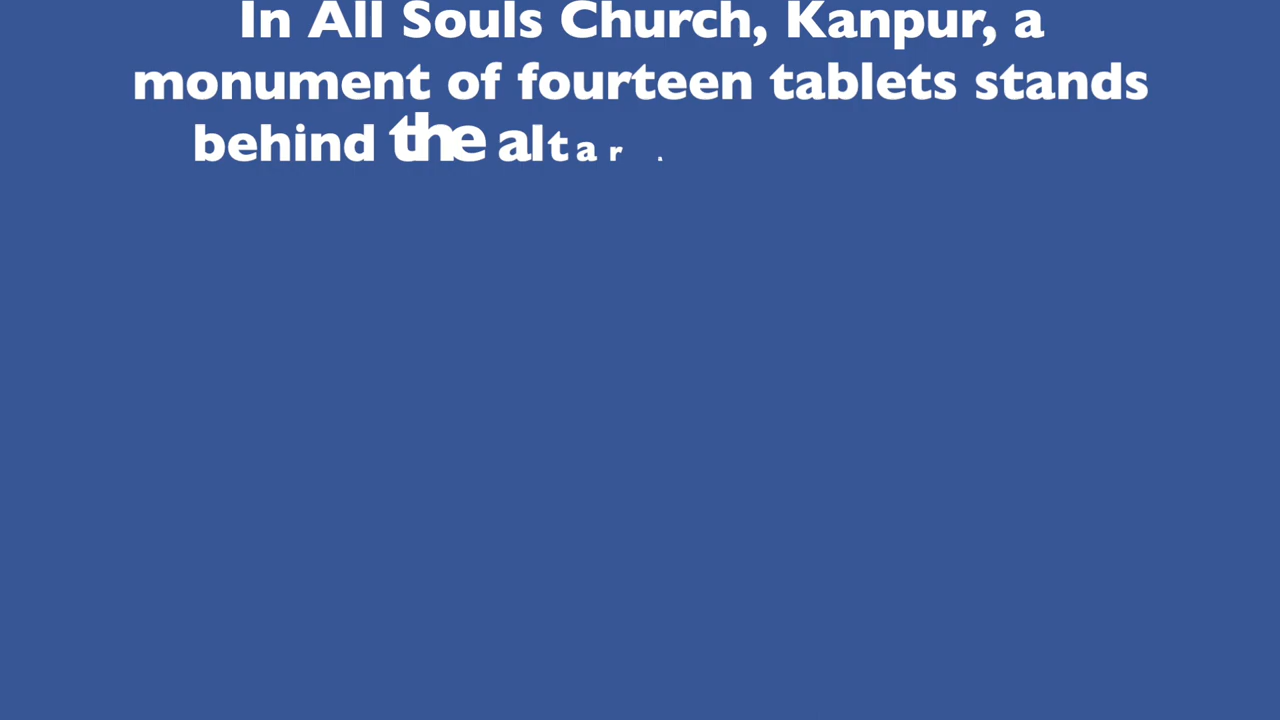 In All Souls Church, Kanpur, a
monument of fourteen tablets stands
behind the altar .